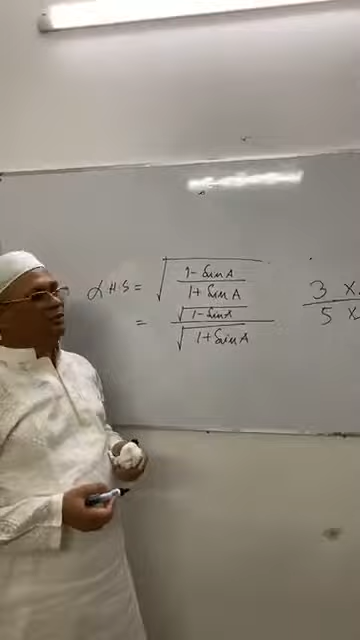 L.H.S = √(1 - Sin A / 1 + Sin A)
= √(1 - Sin A) / √(1 + Sin A)
3 x
5 x